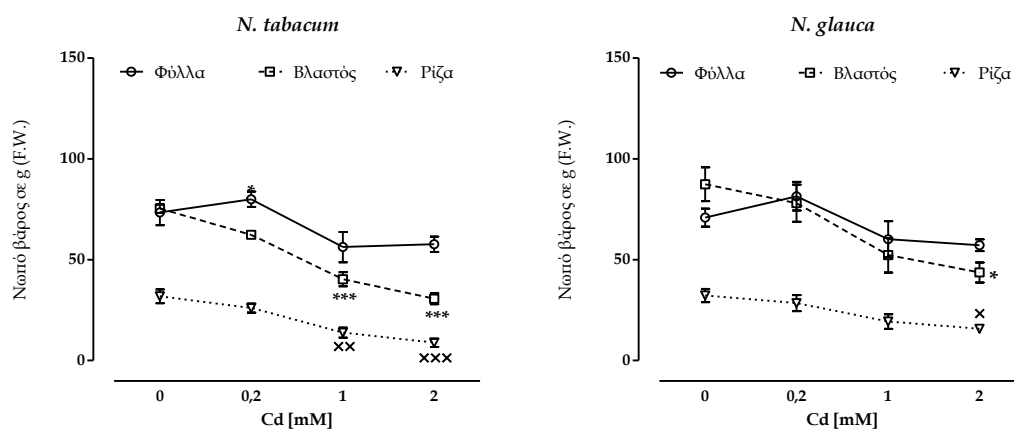 N. tabacum
150
Φύλλα Βλαστός Ρίζα
100
50
0
Νωπό βάρος σε g (F.W.)
*
***
***
××
×××
0 0,2 1 2
Cd [mM]
N. glauca
150
Φύλλα Βλαστός Ρίζα
100
50
0
Νωπό βάρος σε g (F.W.)
*
×
0 0,2 1 2
Cd [mM]